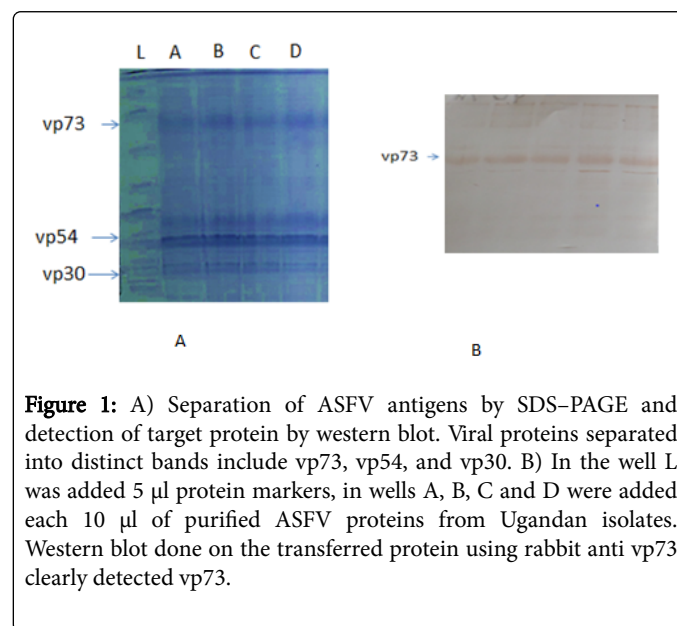 L A B C D
vp73
vp73
vp54
vp30
A
B
Figure 1: A) Separation of ASFV antigens by SDS–PAGE and
detection of target protein by western blot. Viral proteins separated
into distinct bands include vp73, vp54, and vp30. B) In the well L
was added 5 μl protein markers, in wells A, B, C and D were added
each 10 μl of purified ASFV proteins from Ugandan isolates.
Western blot done on the transferred protein using rabbit anti vp73
clearly detected vp73.